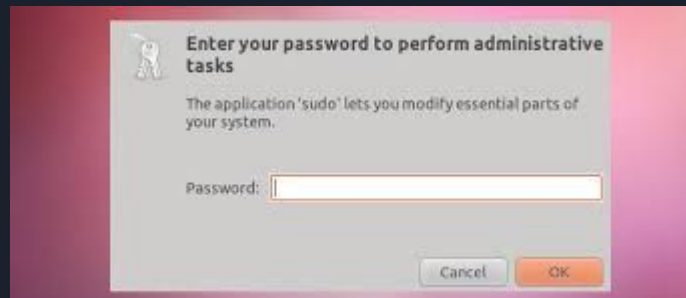 Enter your password to perform administrative
tasks
The application 'sudo' lets you modify essential parts of
your system.
Password:
Cancel
OK